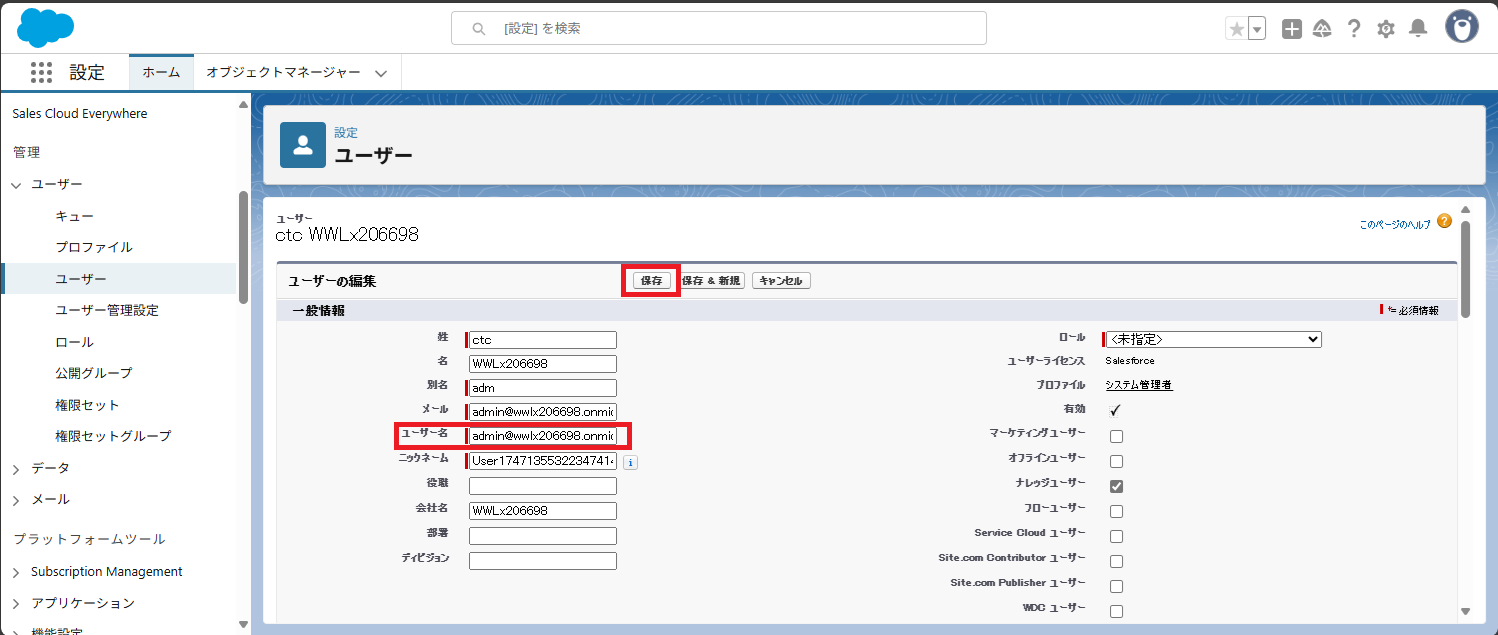 [設定] を検索
設定
ホーム
オブジェクトマネージャー
Sales Cloud Everywhere
管理
ユーザー
キュー
プロファイル
ユーザー
ユーザー管理設定
ロール
公開グループ
権限セット
権限セットグループ
データ
メール
プラットフォームツール
Subscription Management
アプリケーション
機能設定
設定
ユーザー
ユーザー
ctc WWLx206698
このページのヘルプ
ユーザーの編集
保存
保存 & 新規
キャンセル
一般情報
*= 必須情報
姓 ctc
名 WWLx206698
別名 adm
メール admin@wwlx206698.onmi
ユーザー名 admin@wwlx206698.onmi
ニックネーム User1747135532234741
役職
会社名 WWLx206698
部署
ディビジョン
ロール <未指定>
ユーザーライセンス Salesforce
プロファイル システム管理者
有効
マーケティングユーザー
オフラインユーザー
ナレッジユーザー
フローユーザー
Service Cloud ユーザー
Site.com Contributor ユーザー
Site.com Publisher ユーザー
WDC ユーザー